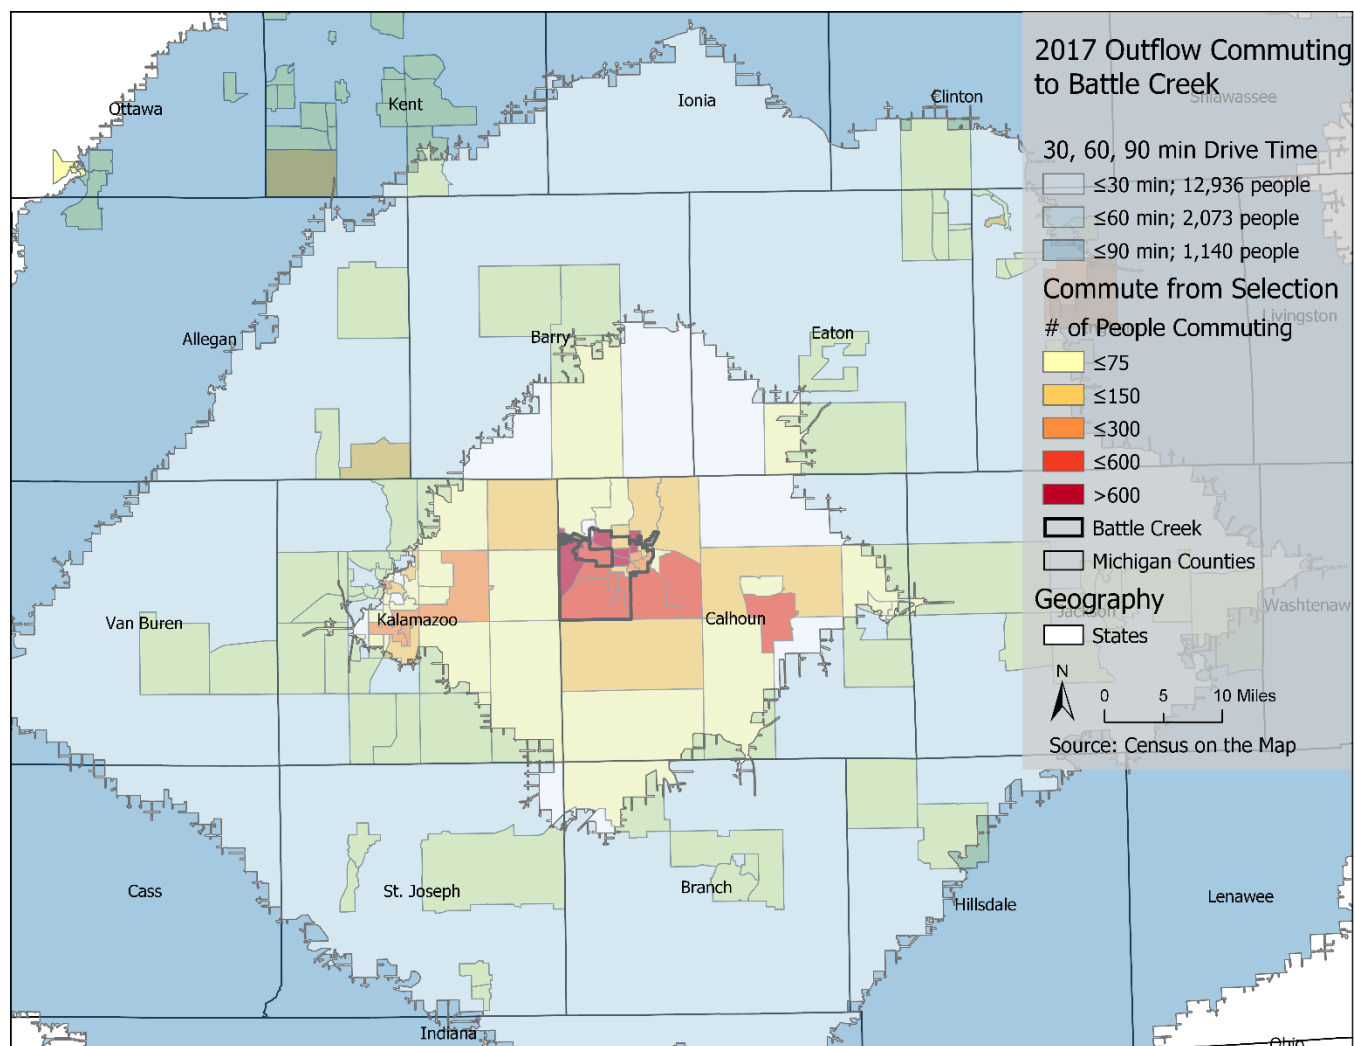 2017 Outflow Commuting
to Battle Creek
30, 60, 90 min Drive Time
≤30 min; 12,936 people
≤60 min; 2,073 people
≤90 min; 1,140 people
Commute from Selection
# of People Commuting
≤75
≤150
≤300
≤600
>600
Battle Creek
Michigan Counties
Geography
States
N
0 5 10 Miles
Source: Census on the Map
Ottawa
Kent
Ionia
Clinton
Shiawassee
Allegan
Barry
Eaton
Livingston
Van Buren
Kalamazoo
Calhoun
Jackson
Washtenaw
Cass
St. Joseph
Branch
Hillsdale
Lenawee
Indiana
Ohio